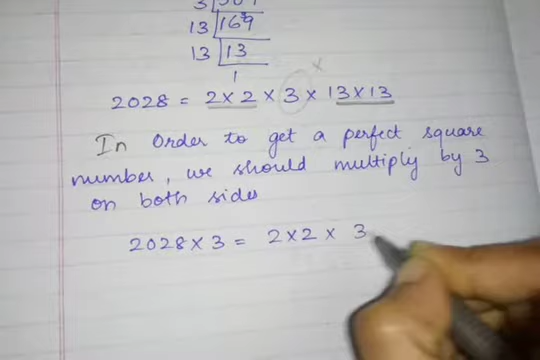 13 169
13 13
1
2028 = 2 × 2 × 3 × 13 × 13
In Order to get a perfect square
number, we should multiply by 3
on both sides
2028 × 3 = 2 × 2 × 3